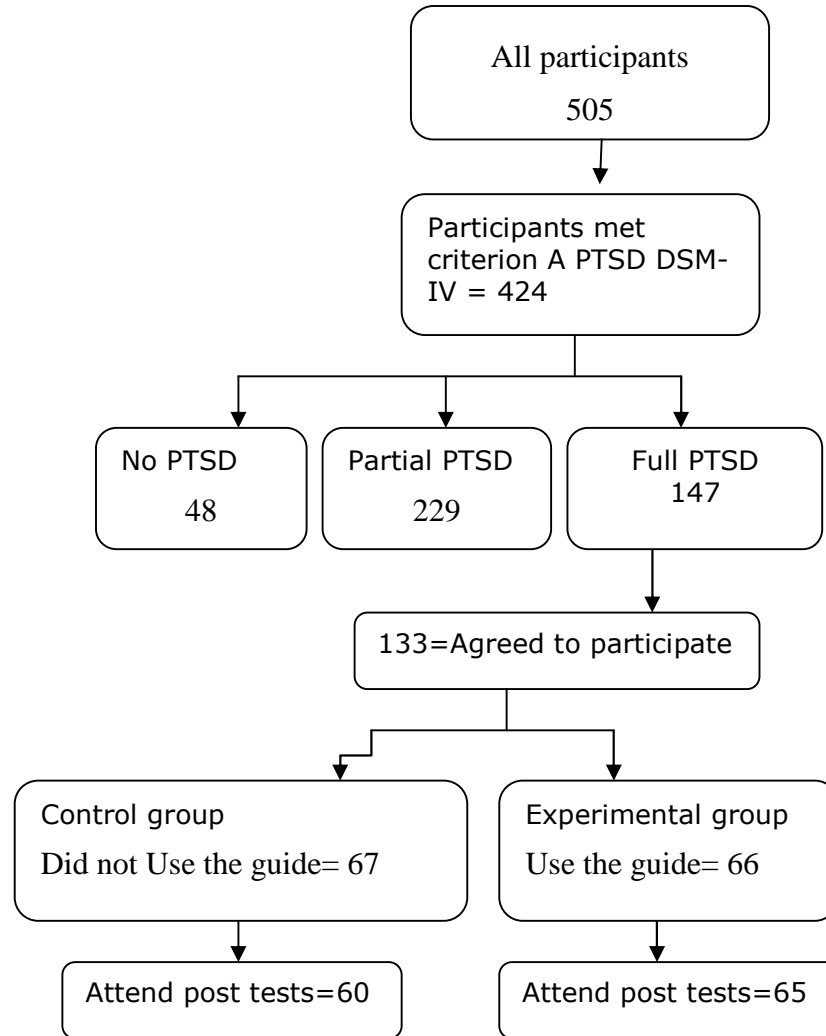 All participants
505
Participants met
criterion A PTSD DSM-
IV = 424
No PTSD
48
Partial PTSD
229
Full PTSD
147
133=Agreed to participate
Control group
Did not Use the guide= 67
Experimental group
Use the guide= 66
Attend post tests=60
Attend post tests=65